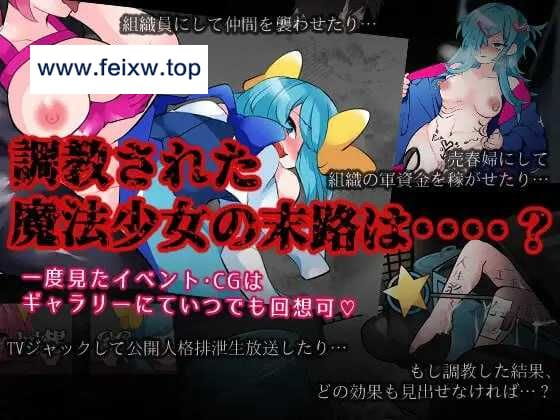 組織員にして仲間を襲わせたり…
www.feixw.top
売春婦にして
組織の軍資金を稼がせたり…
調教された
魔法少女の末路は‥‥？
一度見たイベント・CGは
ギャラリーにていつでも回想可♡
TVジャックして公開人格排泄生放送したり…
もし調教した結果、
どの効果も見出せなければ…？